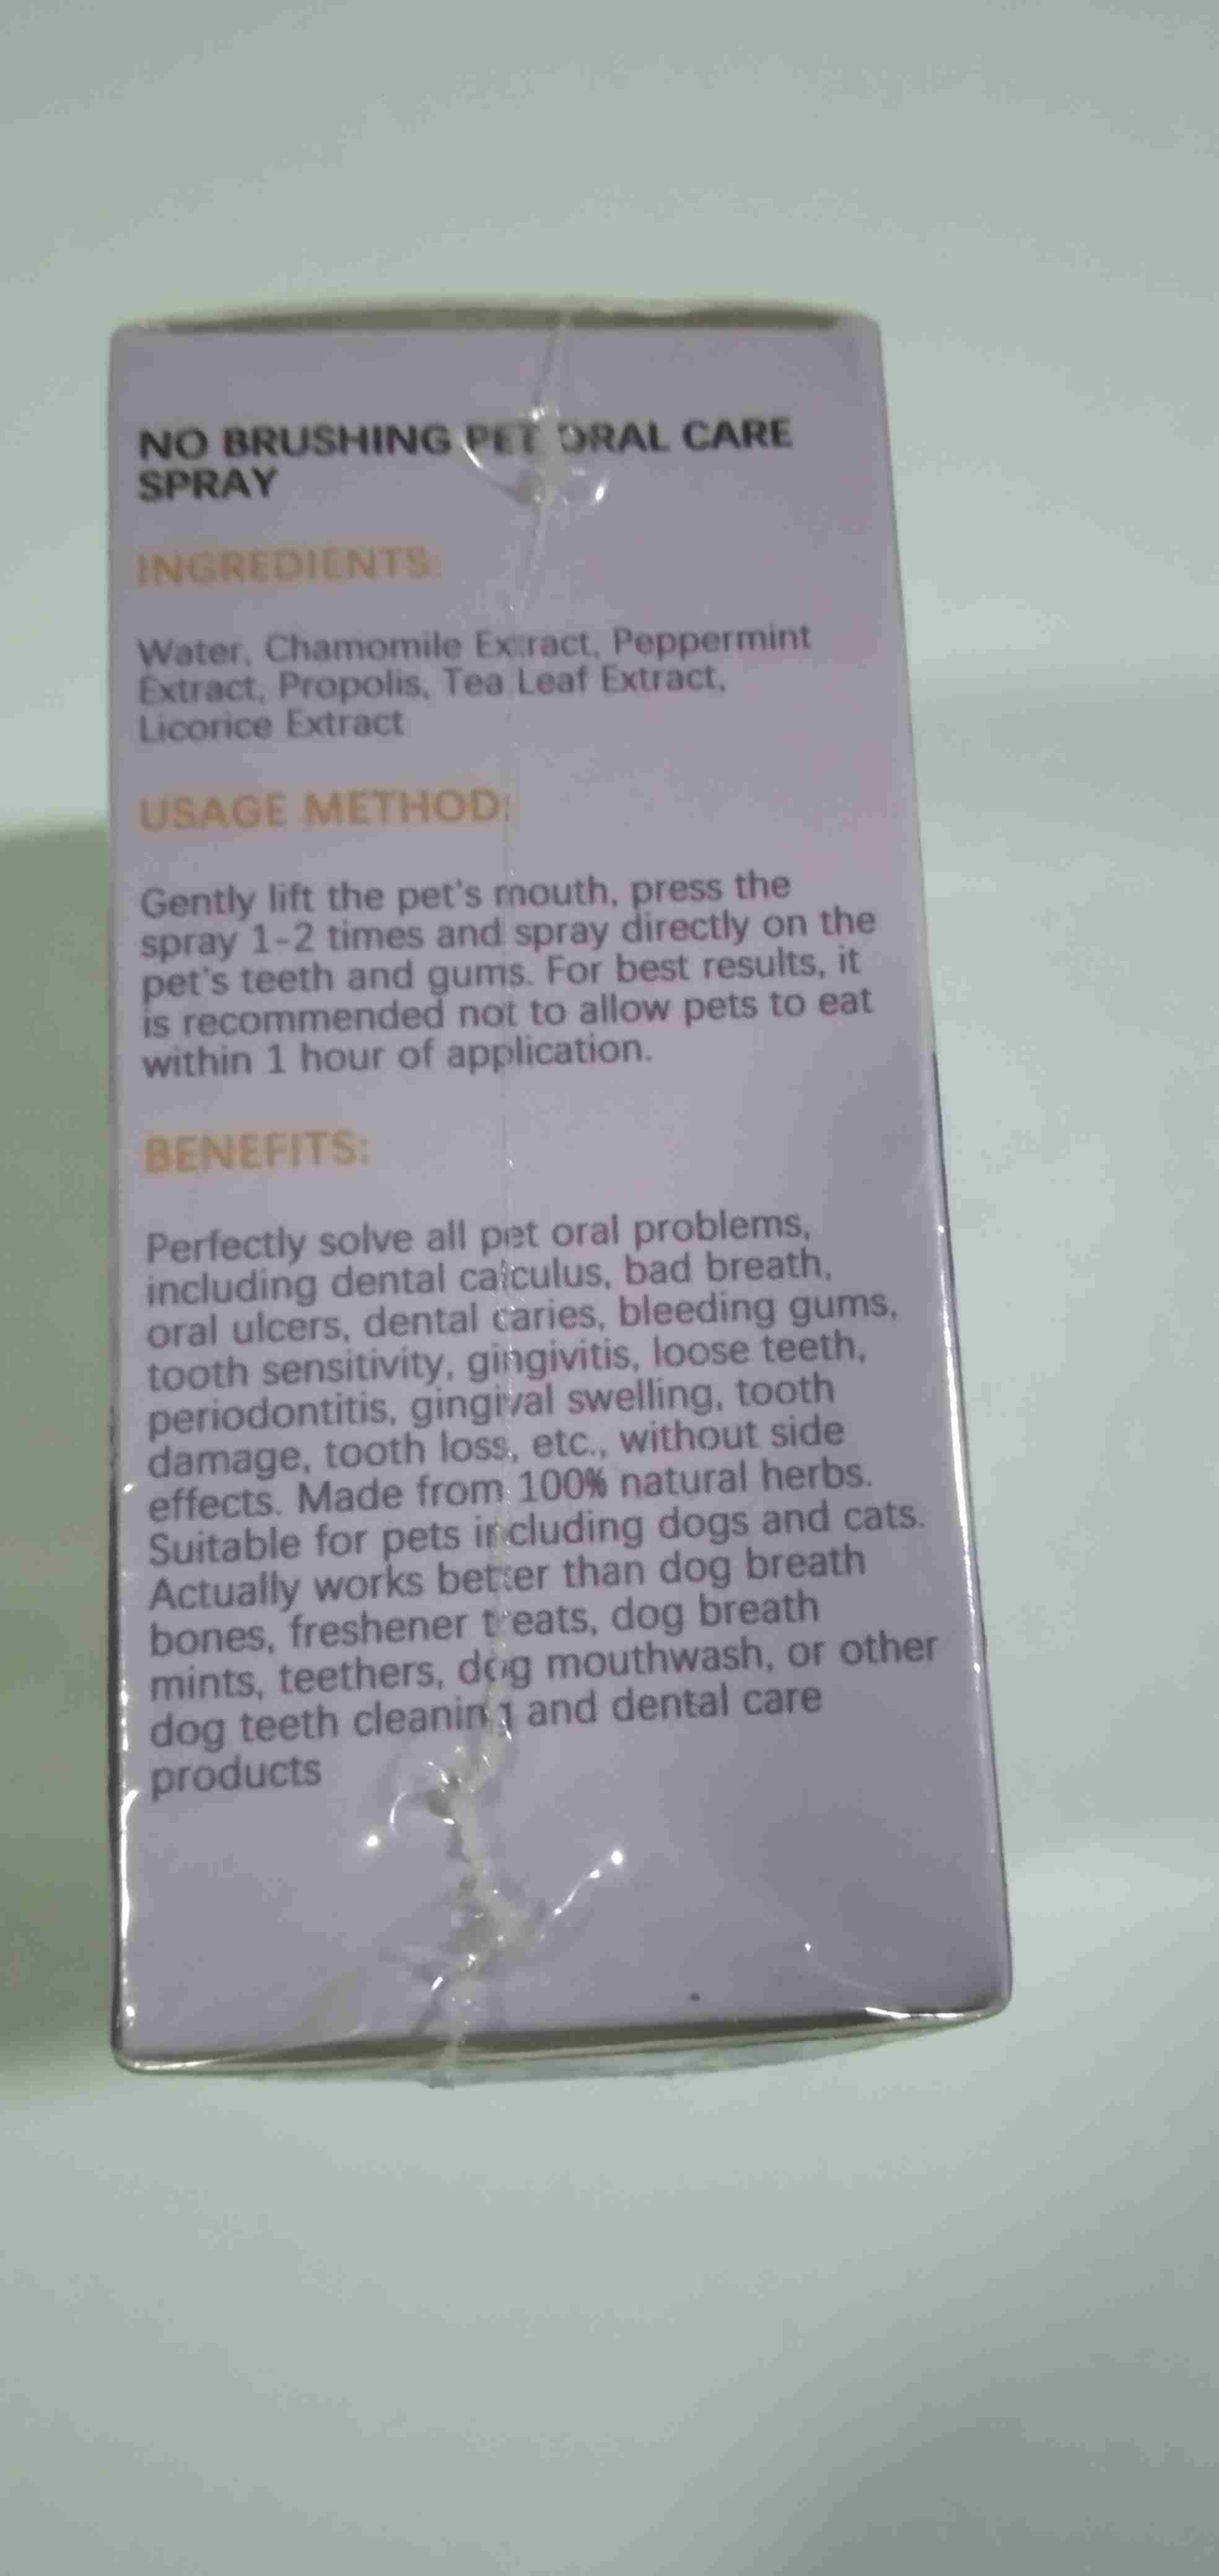 NO BRUSHING PET ORAL CARE
SPRAY
INGREDIENTS:
Water, Chamomile Extract, Peppermint
Extract, Propolis, Tea Leaf Extract,
Licorice Extract
USAGE METHOD:
Gently lift the pet's mouth, press the
spray 1-2 times and spray directly on the
pet's teeth and gums. For best results, it
is recommended not to allow pets to eat
within 1 hour of application.
BENEFITS:
Perfectly solve all pet oral problems,
including dental calculus, bad breath,
oral ulcers, dental caries, bleeding gums,
tooth sensitivity, gingivitis, loose teeth,
periodontitis, gingival swelling, tooth
damage, tooth loss, etc., without side
effects. Made from 100% natural herbs.
Suitable for pets including dogs and cats.
Actually works better than dog breath
bones, freshener treats, dog breath
mints, teethers, dog mouthwash, or other
dog teeth cleaning and dental care
products